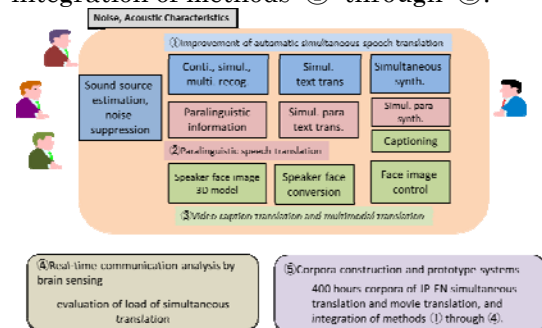 integration of methods ① through ④.
Noise, Acoustic Characteristics
①Improvement of automatic simultaneous speech translation
Sound source
estimation,
noise
suppression
Conti., simul.,
multi. recog.
Simul.
text trans
Simultaneous
synth.
Paralinguistic
information
Simul. para
text trans.
Simul. para
synth.
②Paralinguistic speech translation
Captioning
Speaker face image
3D model
Speaker face
conversion
Face image
control
③Video caption translation and multimodal translation
④Real-time communication analysis by
brain sensing
evaluation of load of simultaneous
translation
⑤Corpora construction and prototype systems
400 hours corpora of JP EN simultaneous
translation and movie translation, and
integration of methods ① through ④.